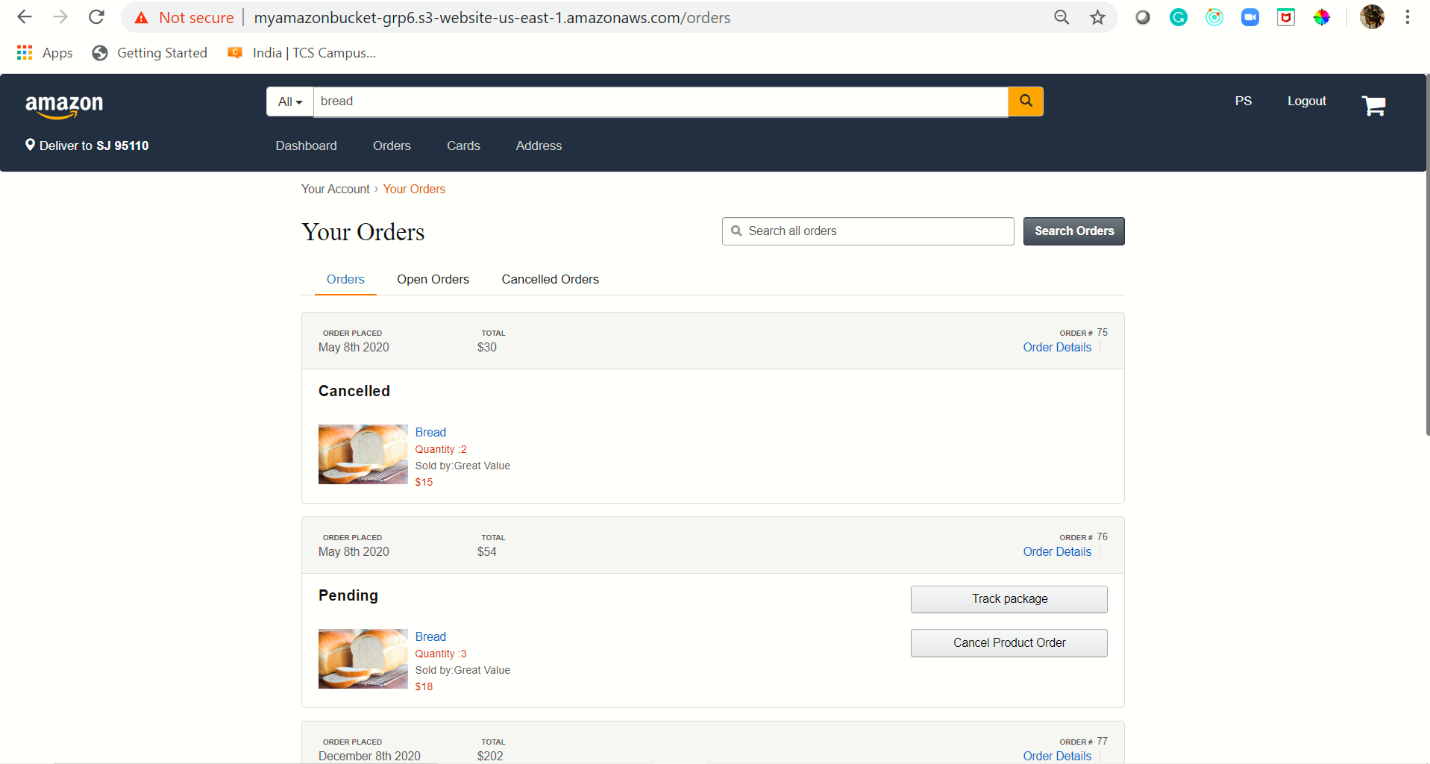 Not secure | myamazonbucket-grp6.s3-website-us-east-1.amazonaws.com/orders
Apps Getting Started India | TCS Campus...
amazon All bread PS Logout
Deliver to SJ 95110 Dashboard Orders Cards Address
Your Account › Your Orders
Your Orders Search all orders Search Orders
Orders Open Orders Cancelled Orders
ORDER PLACED TOTAL ORDER # 75
May 8th 2020 $30 Order Details
Cancelled
Bread
Quantity :2
Sold by:Great Value
$15
ORDER PLACED TOTAL ORDER # 76
May 8th 2020 $54 Order Details
Pending Track package
Bread Cancel Product Order
Quantity :3
Sold by:Great Value
$18
ORDER PLACED TOTAL ORDER # 77
December 8th 2020 $202 Order Details